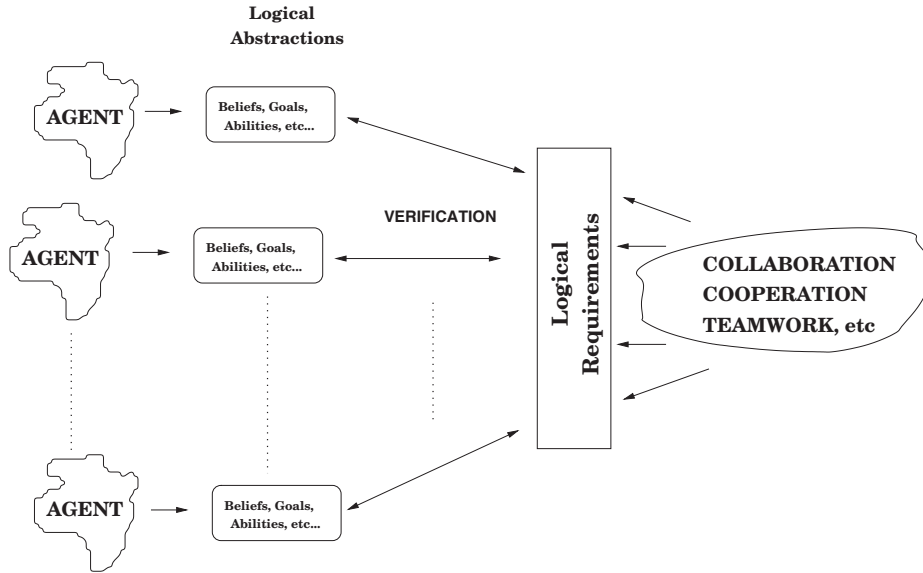 Logical
Abstractions
AGENT
Beliefs, Goals,
Abilities, etc...
VERIFICATION
AGENT
Beliefs, Goals,
Abilities, etc...
Logical
Requirements
COLLABORATION
COOPERATION
TEAMWORK, etc
AGENT
Beliefs, Goals,
Abilities, etc...